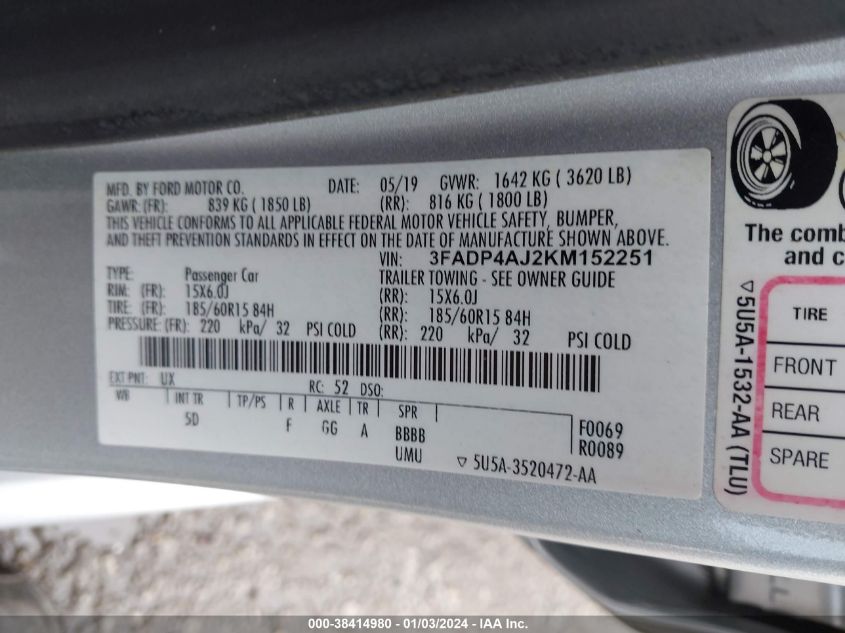 MFD. BY FORD MOTOR CO. DATE: 05/19 GVWR: 1642 KG ( 3620 LB)
GAWR: (FR): 839 KG ( 1850 LB) (RR): 816 KG ( 1800 LB)
THIS VEHICLE CONFORMS TO ALL APPLICABLE FEDERAL MOTOR VEHICLE SAFETY, BUMPER,
AND THEFT PREVENTION STANDARDS IN EFFECT ON THE DATE OF MANUFACTURE SHOWN ABOVE.
VIN: 3FADP4AJ2KM152251
TYPE: Passenger Car TRAILER TOWING - SEE OWNER GUIDE
RIM: (FR): 15X6.0J (RR): 15X6.0J
TIRE: (FR): 185/60R15 84H (RR): 185/60R15 84H
PRESSURE: (FR): 220 kPa/ 32 PSI COLD (RR): 220 kPa/ 32 PSI COLD
EXT PNT: UX RC: 52 DSO:
WB INT TR TP/PS R AXLE TR SPR
5D F GG A BBBB F0069
UMU R0089
▽ 5U5A-3520472-AA
The comb
and c
TIRE
FRONT
REAR
SPARE
▽5U5A-1532-AA (TLU)
000-38414980 - 01/03/2024 - IAA Inc.